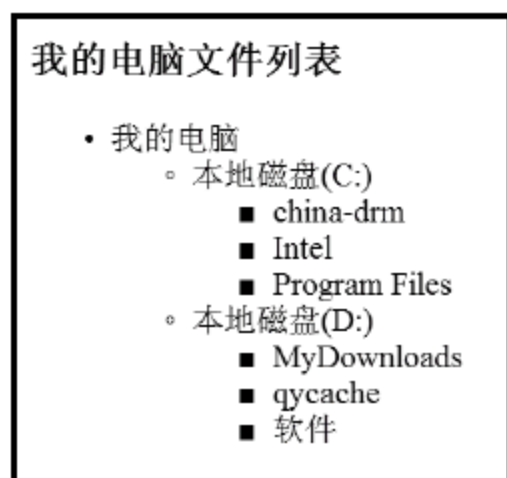 我的电脑文件列表
我的电脑
本地磁盘(C:)
china-drm
Intel
Program Files
本地磁盘(D:)
MyDownloads
qycache
软件